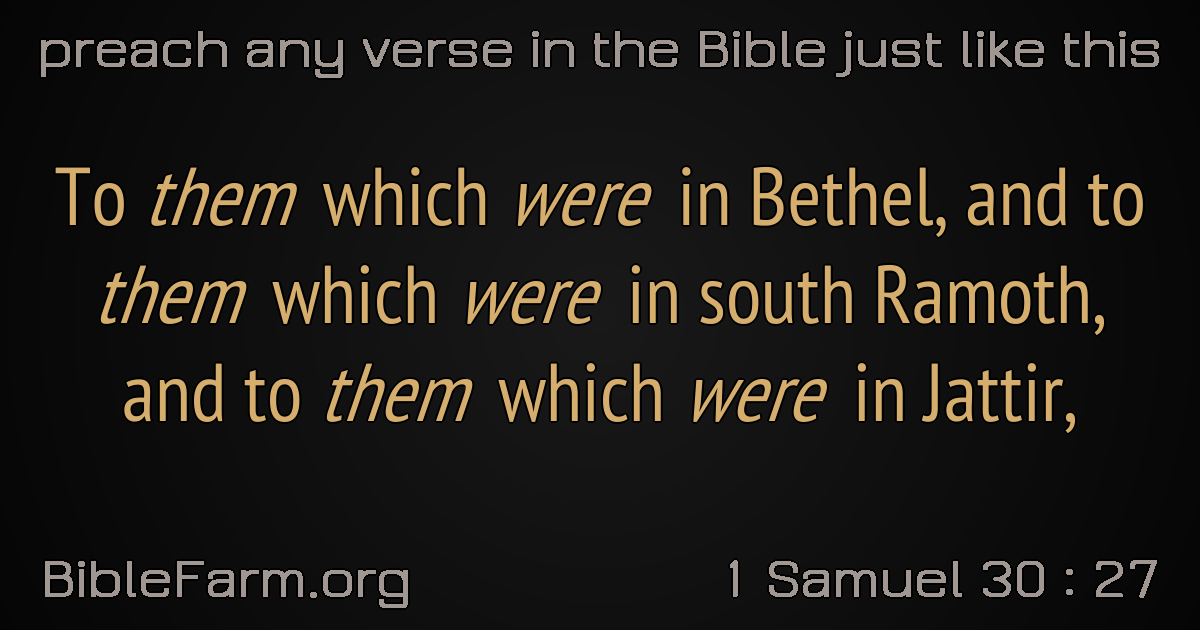 preach any verse in the Bible just like this
To them which were in Bethel, and to
them which were in south Ramoth,
and to them which were in Jattir,
BibleFarm.org
1 Samuel 30 : 27